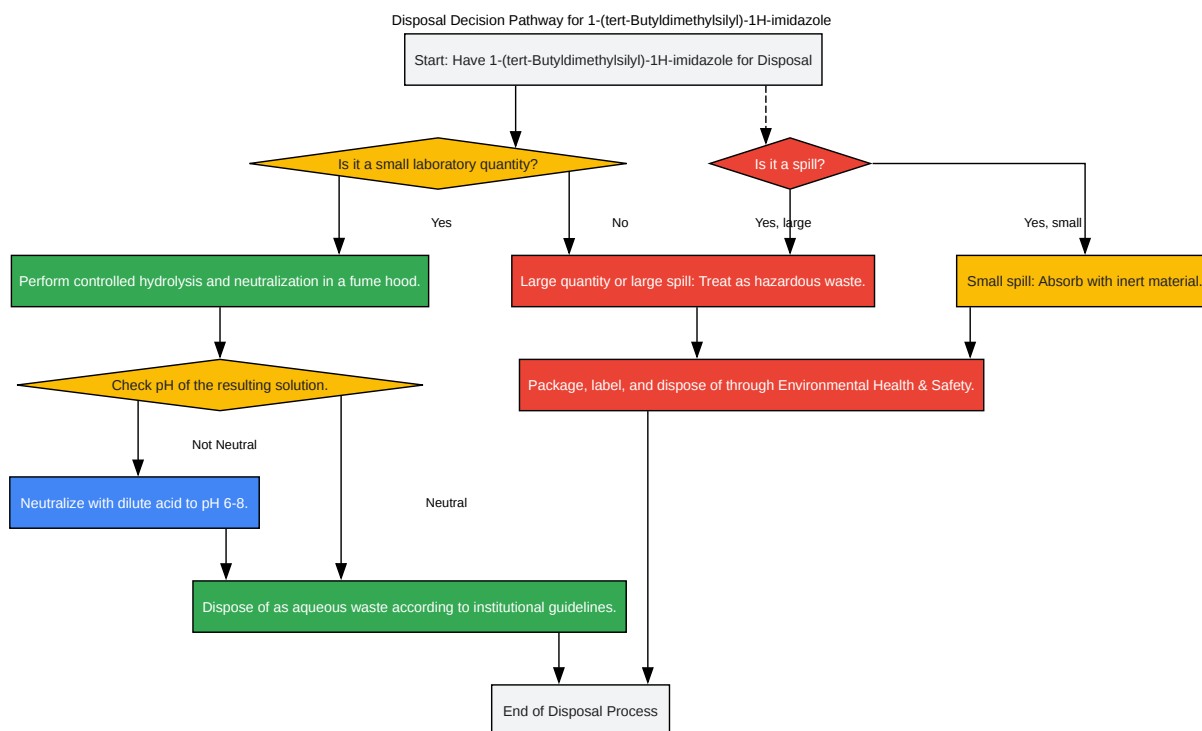 Disposal Decision Pathway for 1-(tert-Butyldimethylsilyl)-1H-imidazole
Start: Have 1-(tert-Butyldimethylsilyl)-1H-imidazole for Disposal
Is it a small laboratory quantity?
Is it a spill?
Yes
No
Yes, large
Yes, small
Perform controlled hydrolysis and neutralization in a fume hood.
Large quantity or large spill: Treat as hazardous waste.
Small spill: Absorb with inert material.
Check pH of the resulting solution.
Package, label, and dispose of through Environmental Health & Safety.
Not Neutral
Neutralize with dilute acid to pH 6-8.
Neutral
Dispose of as aqueous waste according to institutional guidelines.
End of Disposal Process